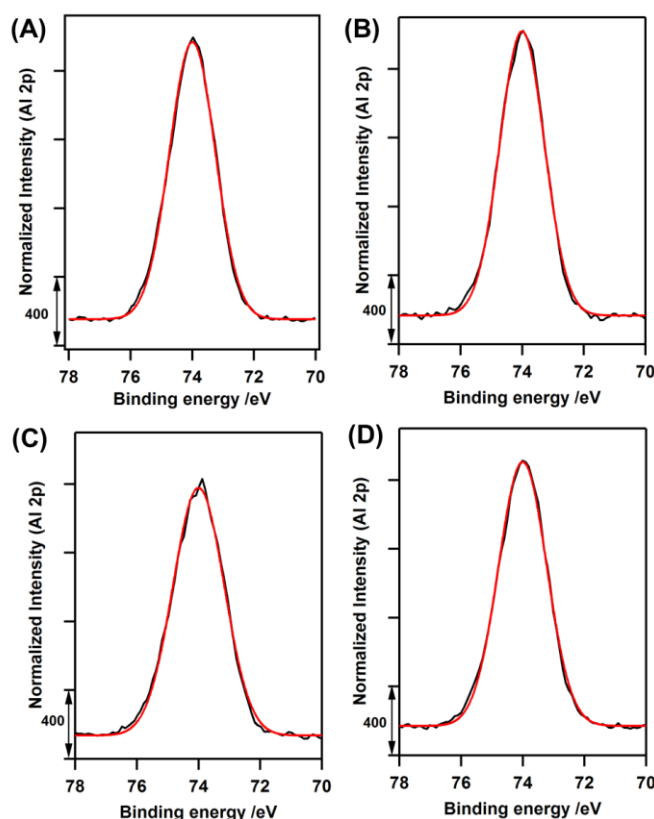 (A)
Normalized Intensity (Al 2p)
400
78 76 74 72 70
Binding energy /eV
(B)
Normalized Intensity (Al 2p)
400
78 76 74 72 70
Binding energy /eV
(C)
Normalized Intensity (Al 2p)
400
78 76 74 72 70
Binding energy /eV
(D)
Normalized Intensity (Al 2p)
400
78 76 74 72 70
Binding energy /eV